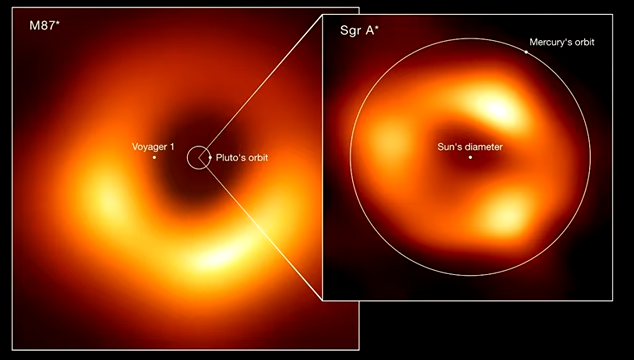 M87*
Voyager 1
Pluto's orbit
Sgr A*
Mercury's orbit
Sun's diameter